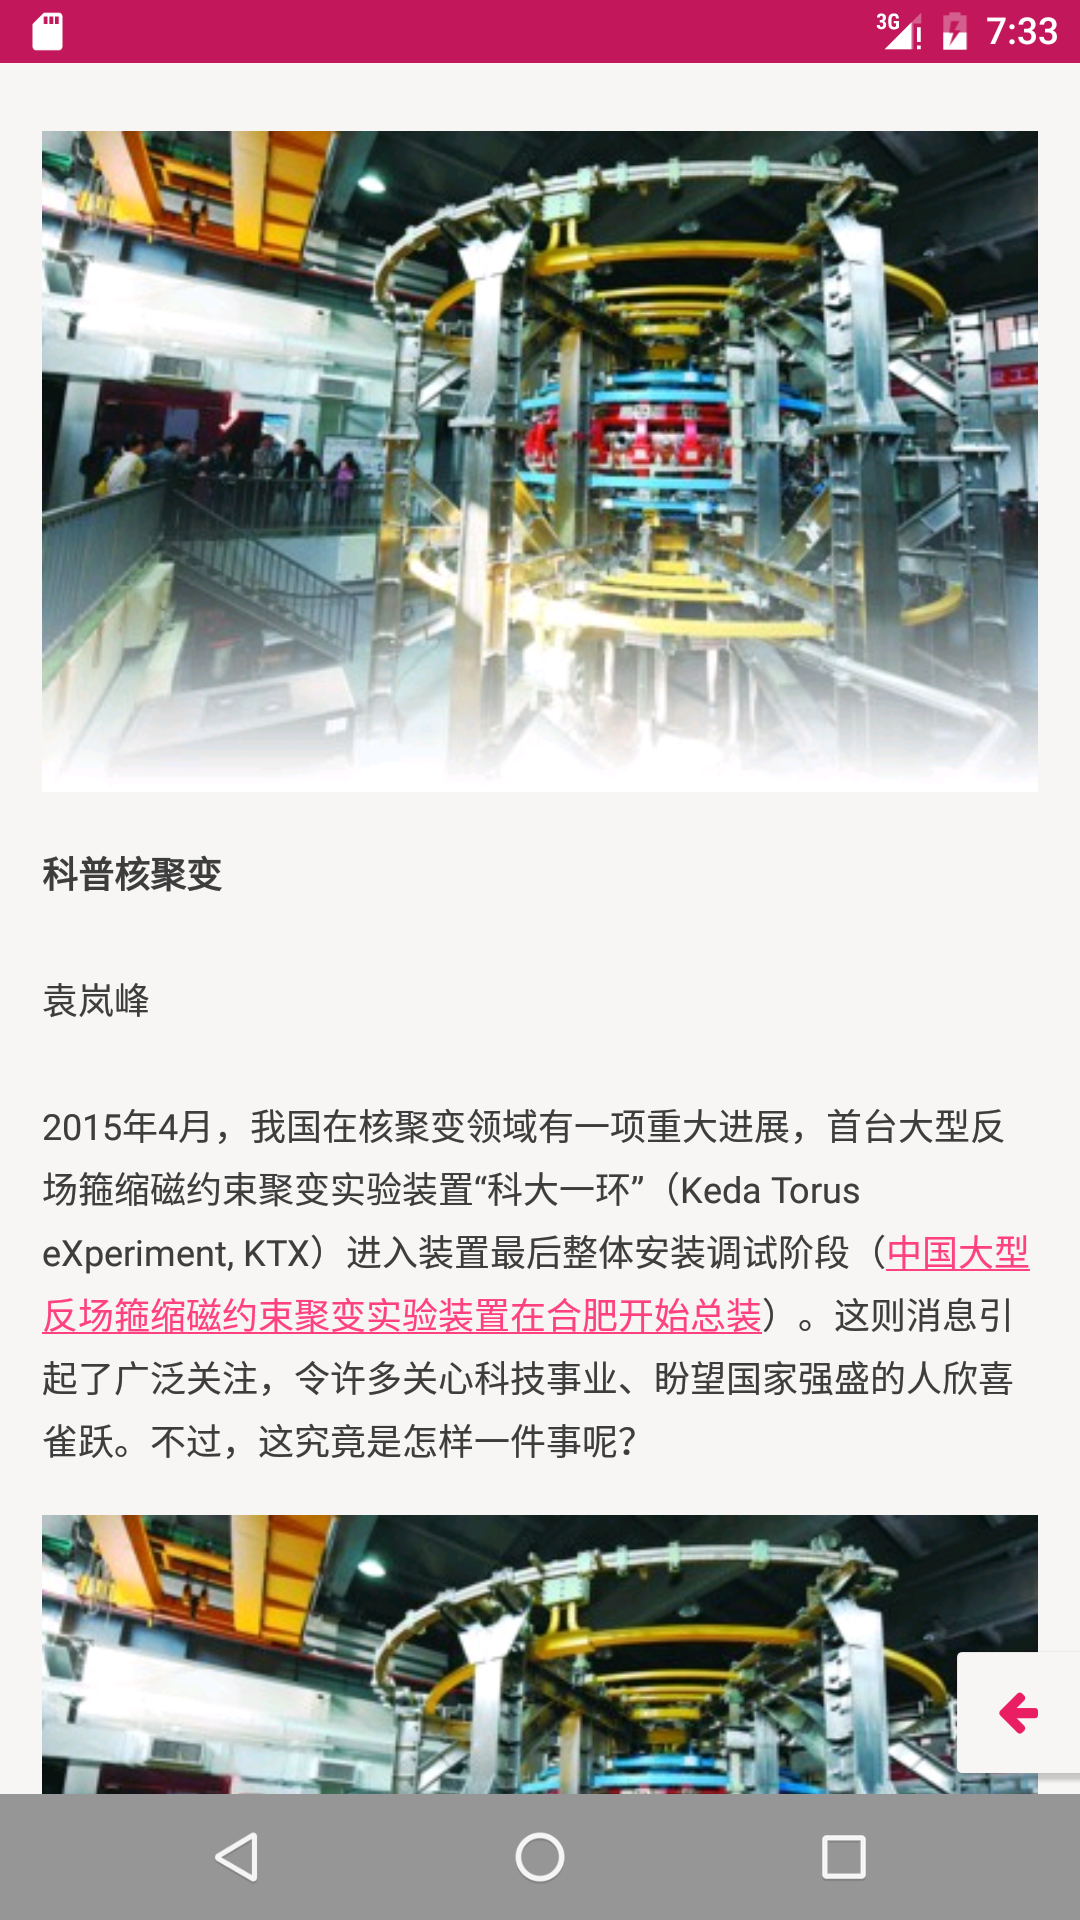 3G
7:33
科普核聚变
袁岚峰
2015年4月，我国在核聚变领域有一项重大进展，首台大型反
场箍缩磁约束聚变实验装置“科大一环”（Keda Torus
eXperiment, KTX）进入装置最后整体安装调试阶段（中国大型
反场箍缩磁约束聚变实验装置在合肥开始总装）。这则消息引
起了广泛关注，令许多关心科技事业、盼望国家强盛的人欣喜
雀跃。不过，这究竟是怎样一件事呢？